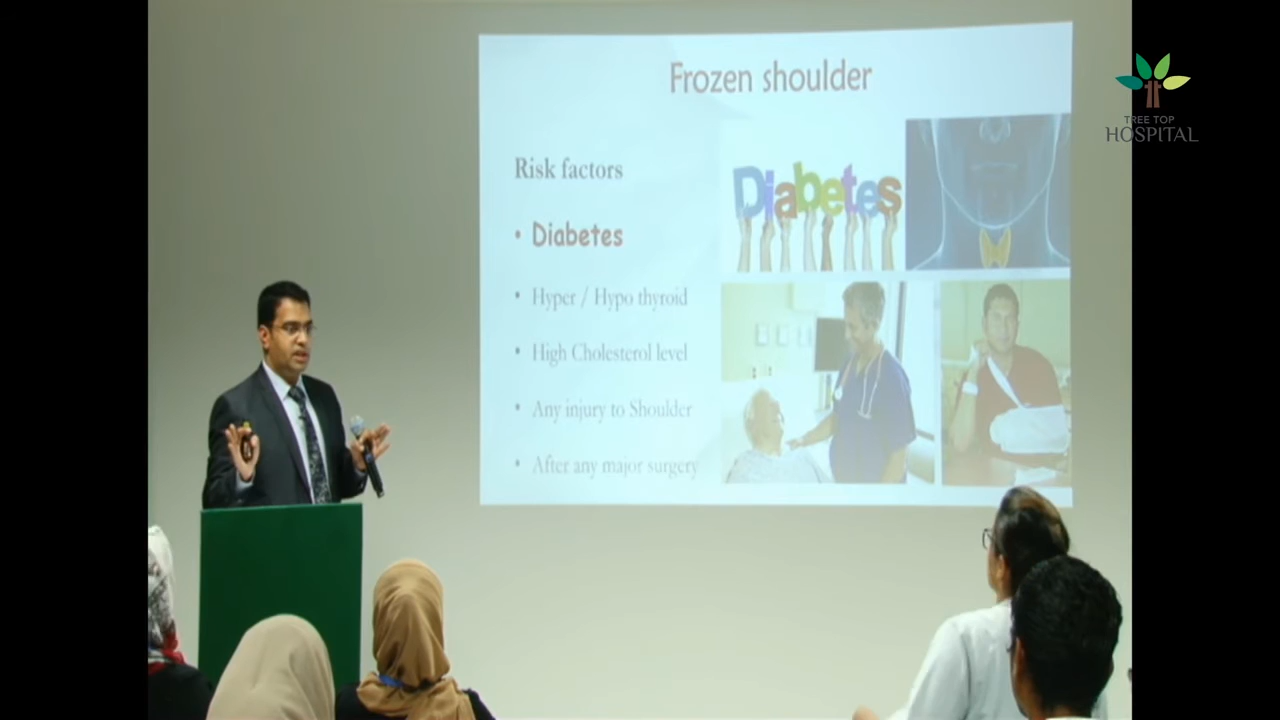 Frozen shoulder
Risk factors
• Diabetes
• Hyper / Hypo thyroid
• High Cholesterol level
• Any injury to Shoulder
• After any major surgery
Diabetes
TREE TOP
HOSPITAL